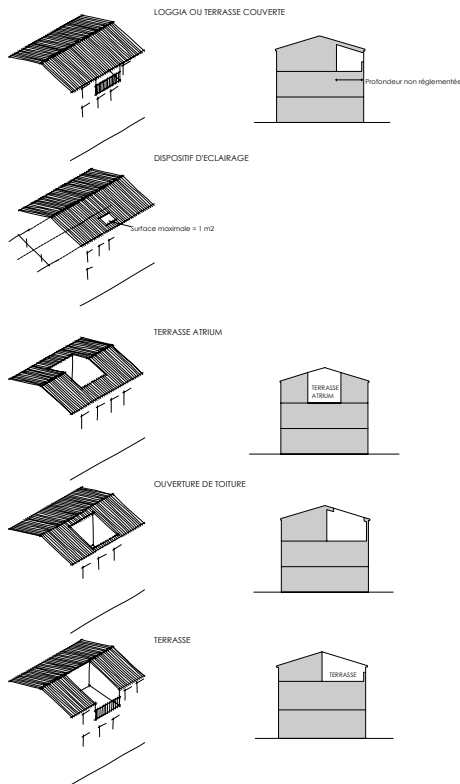 LOGGIA OU TERRASSE COUVERTE
Profondeur non réglementée
DISPOSITIF D'ECLAIRAGE
Surface maximale = 1 m2
TERRASSE ATRIUM
TERRASSE
ATRIUM
OUVERTURE DE TOITURE
TERRASSE
TERRASSE